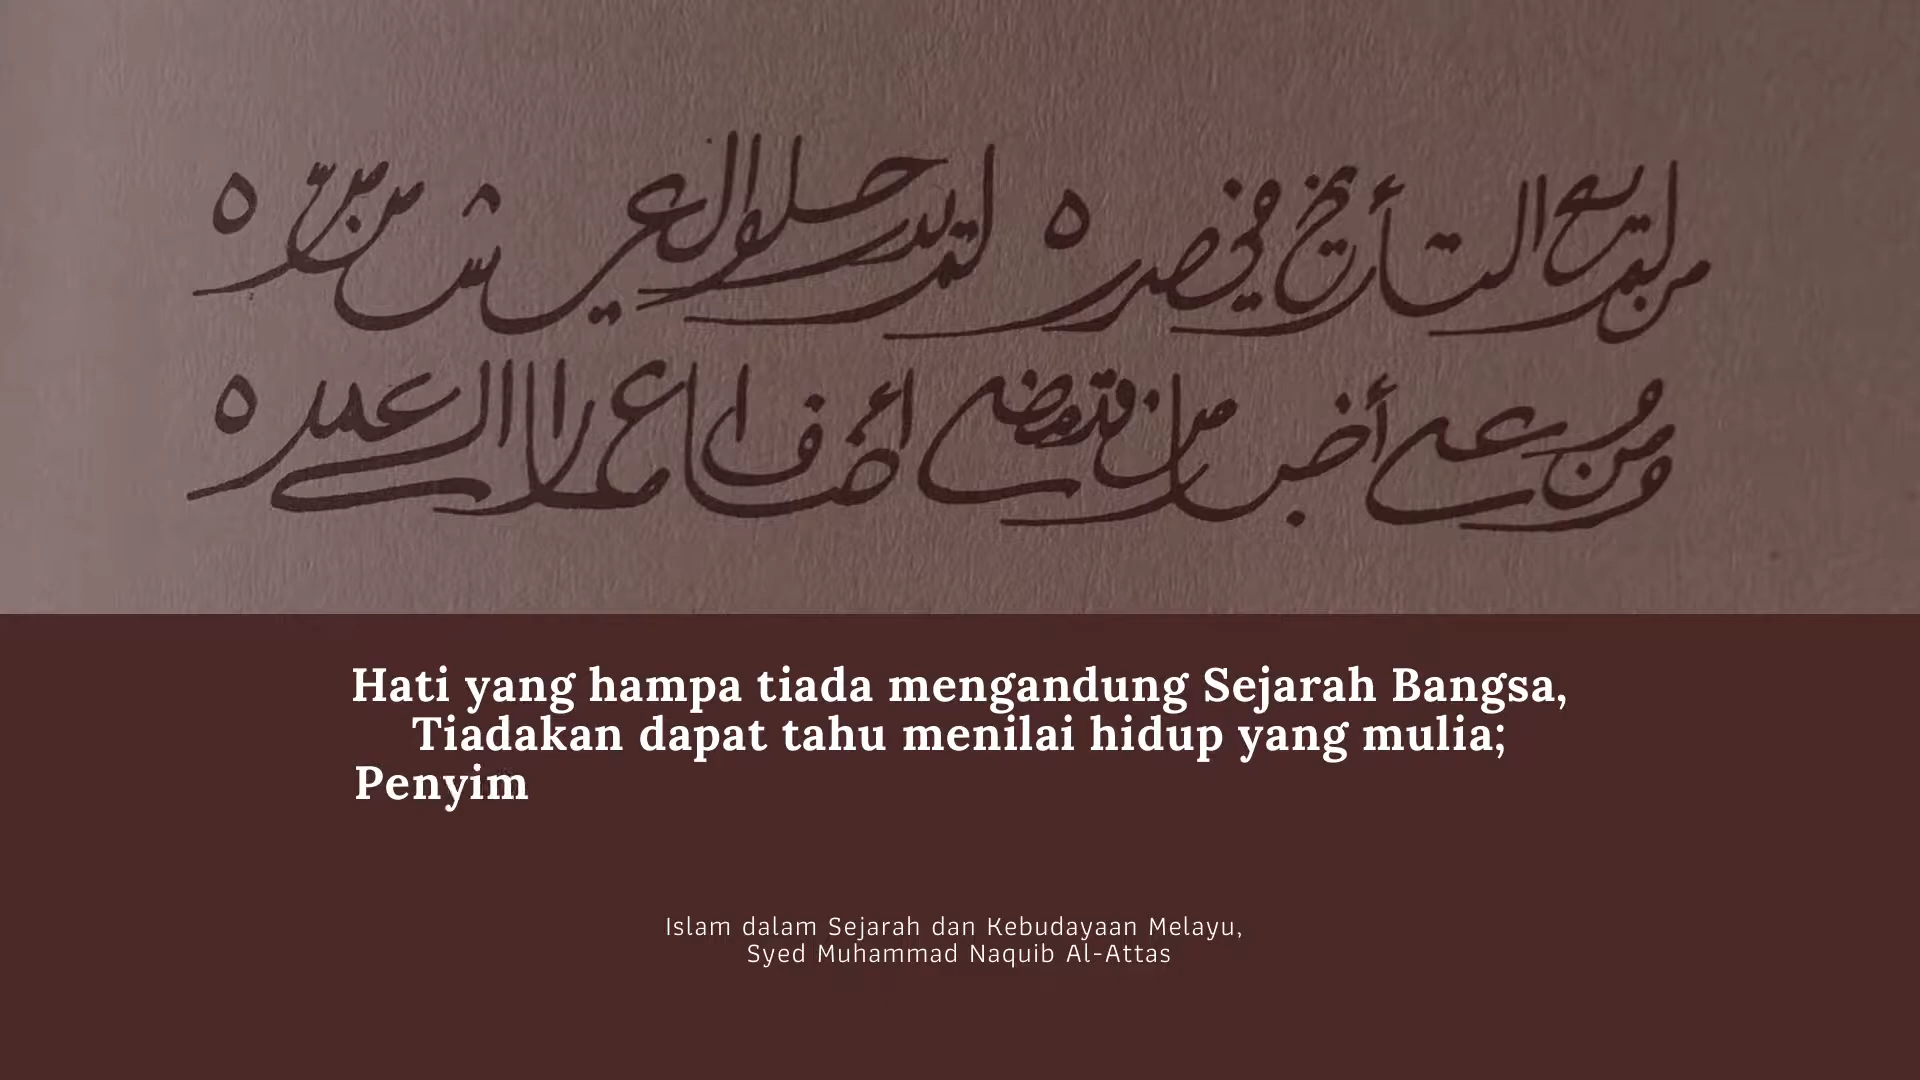 من لم يع التأريخ في صدره لم يدر حلو العيش من مرّه
ومن وعى أخبار من قد مضى أضاف أعمارا إلى عمره
Hati yang hampa tiada mengandung Sejarah Bangsa,
Tiadakan dapat tahu menilai hidup yang mulia;
Penyim
Islam dalam Sejarah dan Kebudayaan Melayu,
Syed Muhammad Naquib Al-Attas